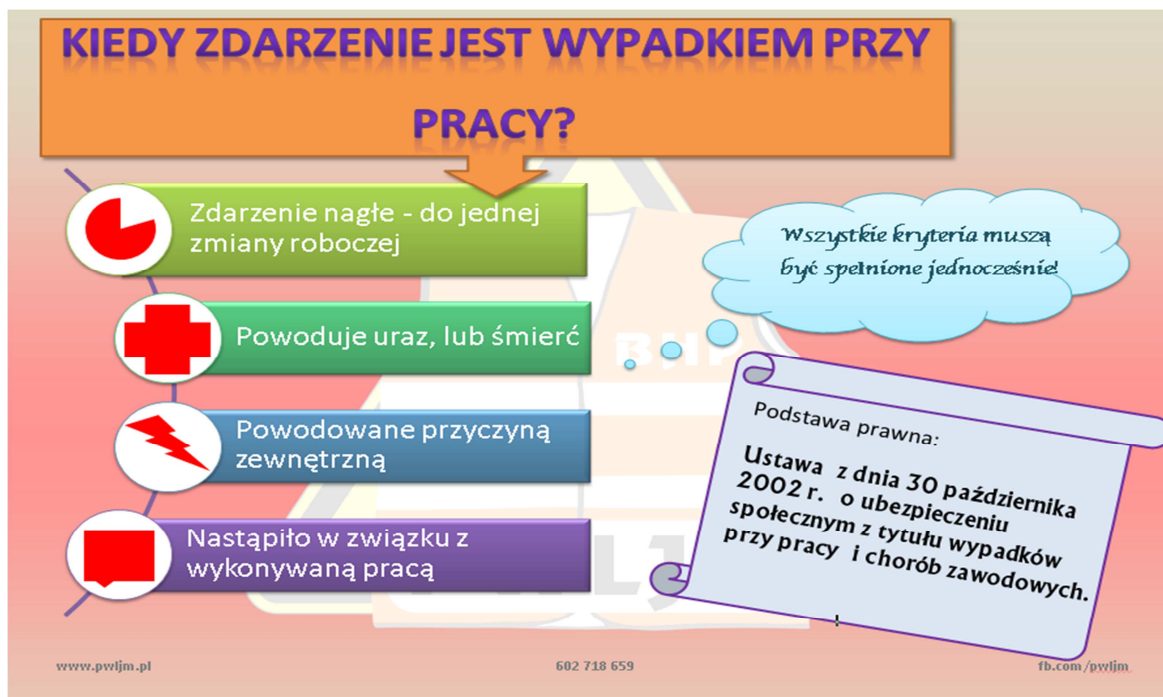 KIEDY ZDARZENIE JEST WYPADKIEM PRZY
PRACY?
Zdarzenie nagłe - do jednej
zmiany roboczej
Powoduje uraz, lub śmierć
Powodowane przyczyną
zewnętrzną
Nastąpiło w związku z
wykonywaną pracą
Wszystkie kryteria muszą
być spełnione jednocześnie!
BHP
Podstawa prawna:
Ustawa z dnia 30 października
2002 r. o ubezpieczeniu
społecznym z tytułu wypadków
przy pracy i chorób zawodowych.
www.pwljm.pl
602 718 659
fb.com/pwljm